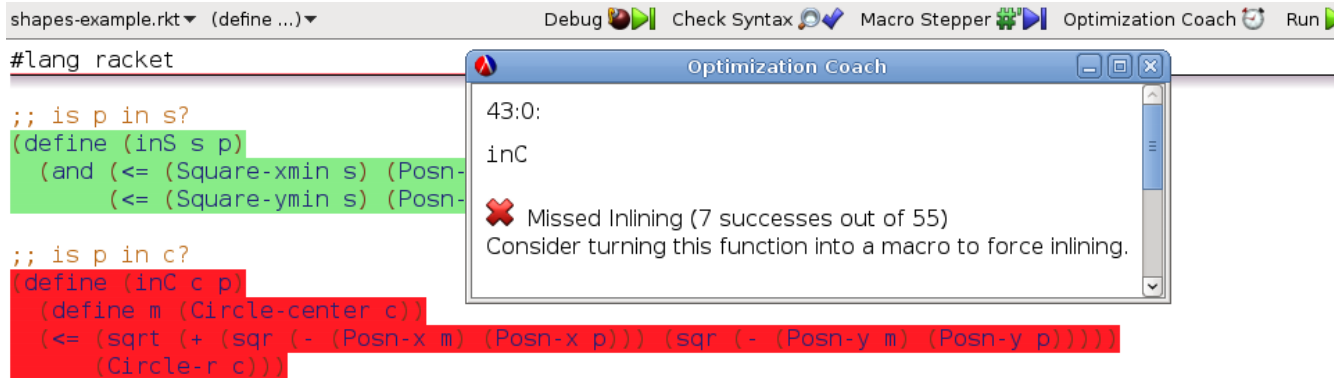 shapes-example.rkt▾ (define ...)▾ Debug Check Syntax Macro Stepper Optimization Coach Run
#lang racket
Optimization Coach
43:0:
inC
Missed Inlining (7 successes out of 55)
Consider turning this function into a macro to force inlining.
;; is p in s?
(define (inS s p)
(and (<= (Square-xmin s) (Posn-
(<= (Square-ymin s) (Posn-
;; is p in c?
(define (inC c p)
(define m (Circle-center c))
(<= (sqrt (+ (sqr (- (Posn-x m) (Posn-x p))) (sqr (- (Posn-y m) (Posn-y p)))))
(Circle-r c)))